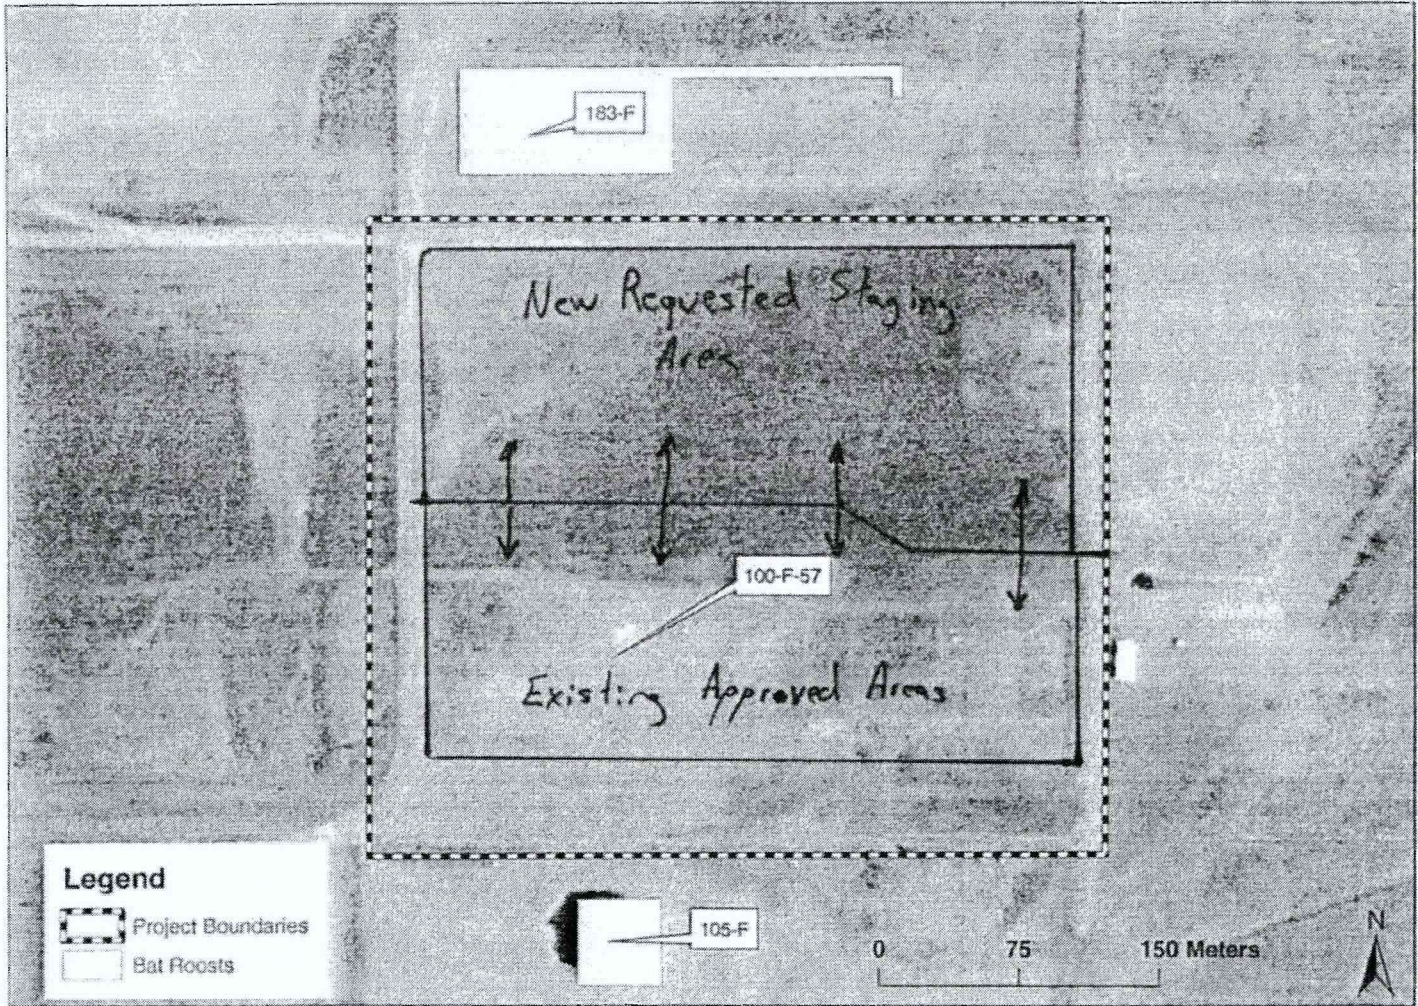 183-F
New Requested Staging
Area
100-F-57
Existing Approved Areas
Legend
Project Boundaries
Bat Roosts
105-F
0 75 150 Meters
N